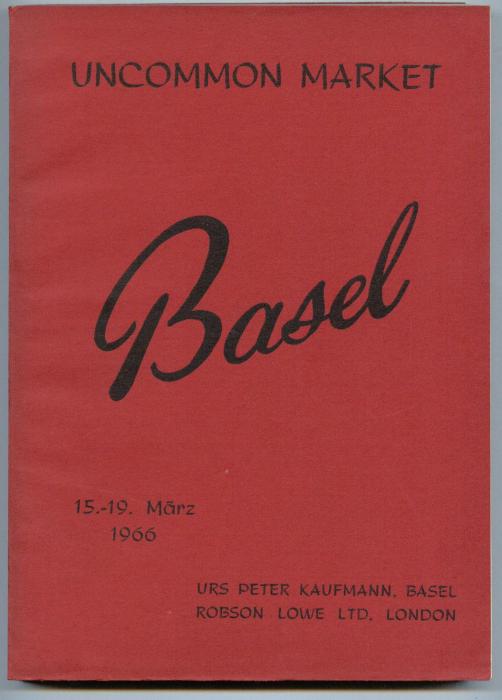 UNCOMMON MARKET
Basel
15.-19. März
1966
URS PETER KAUFMANN, BASEL
ROBSON LOWE LTD, LONDON